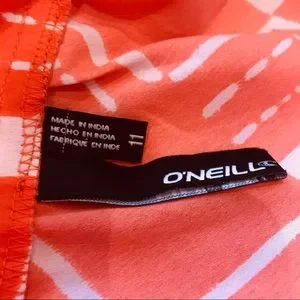 MADE IN INDIA
HECHO EN INDIA
FABRIQUE EN INDE
11
O'NEILL